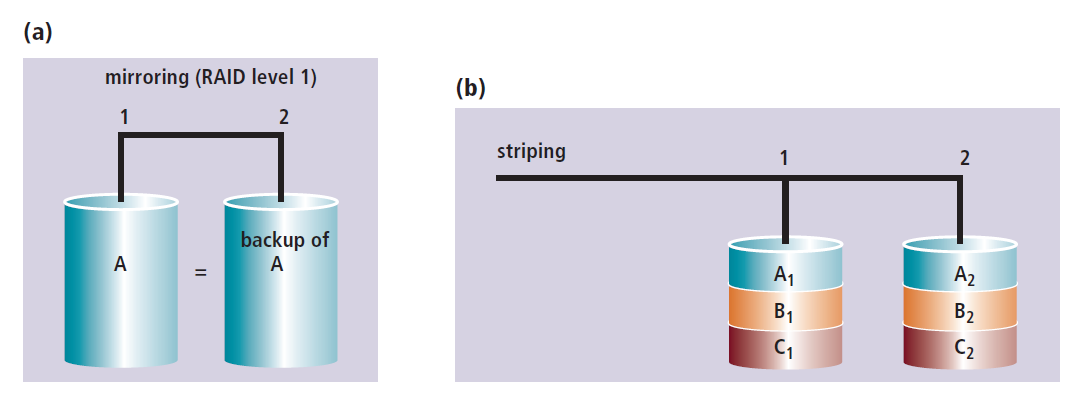 (a)
mirroring (RAID level 1)
1 2
A
=
backup of
A
(b)
striping
1 2
A₁ A₂
B₁ B₂
C₁ C₂